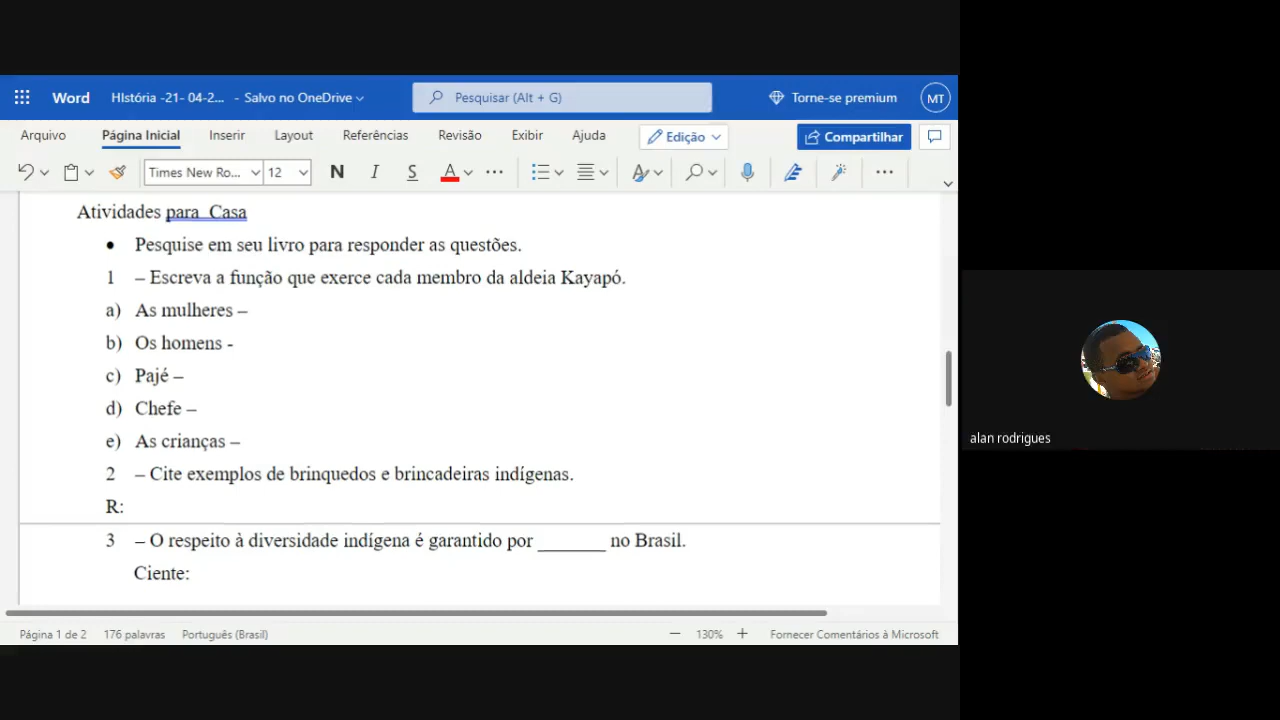 Word HIstória -21- 04-2... - Salvo no OneDrive Pesquisar (Alt + G) Torne-se premium MT
Arquivo Página Inicial Inserir Layout Referências Revisão Exibir Ajuda Edição Compartilhar
Times New Ro... 12 N I S A ...
Atividades para Casa
• Pesquise em seu livro para responder as questões.
1 – Escreva a função que exerce cada membro da aldeia Kayapó.
a) As mulheres –
b) Os homens -
c) Pajé –
d) Chefe –
e) As crianças –
2 – Cite exemplos de brinquedos e brincadeiras indígenas.
R:
3 – O respeito à diversidade indígena é garantido por _______ no Brasil.
Ciente:
alan rodrigues
Página 1 de 2 176 palavras Português (Brasil) 130% Fornecer Comentários à Microsoft